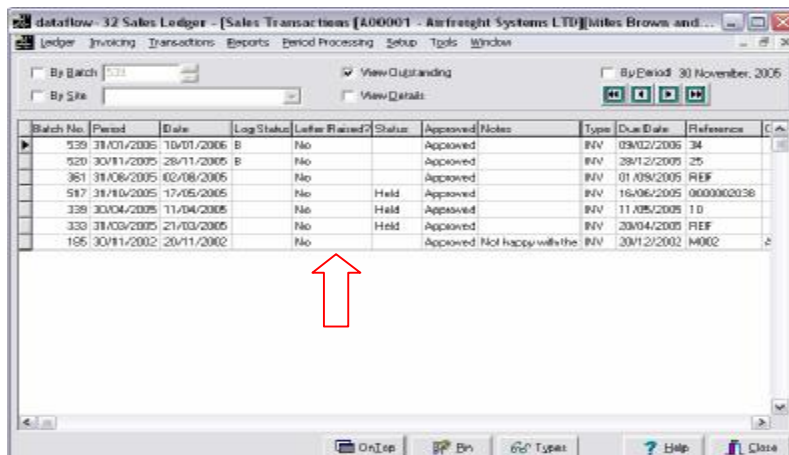 dataflow-32 Sales Ledger - [Sales Transactions [A00001 - Airfreight Systems LTD][Miles Brown and...
Ledger Invoicing Transactions Reports Period Processing Setup Tools Window
By Batch 539 View Outstanding By Period 30 November, 2005
By Site View Details
Batch No. Period Date Log Status Letter Raised? Status Approved Notes Type Due Date Reference
539 31/01/2006 10/01/2006 B No Approved INV 09/02/2006 34
520 30/11/2005 28/11/2005 B No Approved INV 28/12/2005 25
361 31/08/2005 02/08/2005 No Approved INV 01/09/2005 REF
517 31/10/2005 17/05/2005 No Held Approved INV 16/06/2005 0000002038
339 30/04/2005 11/04/2005 No Held Approved INV 11/05/2005 10
333 31/03/2005 21/03/2005 No Held Approved INV 20/04/2005 REF
195 30/11/2002 20/11/2002 No Approved Not happy with the INV 20/12/2002 M002
OnTop Bin Types Help Close